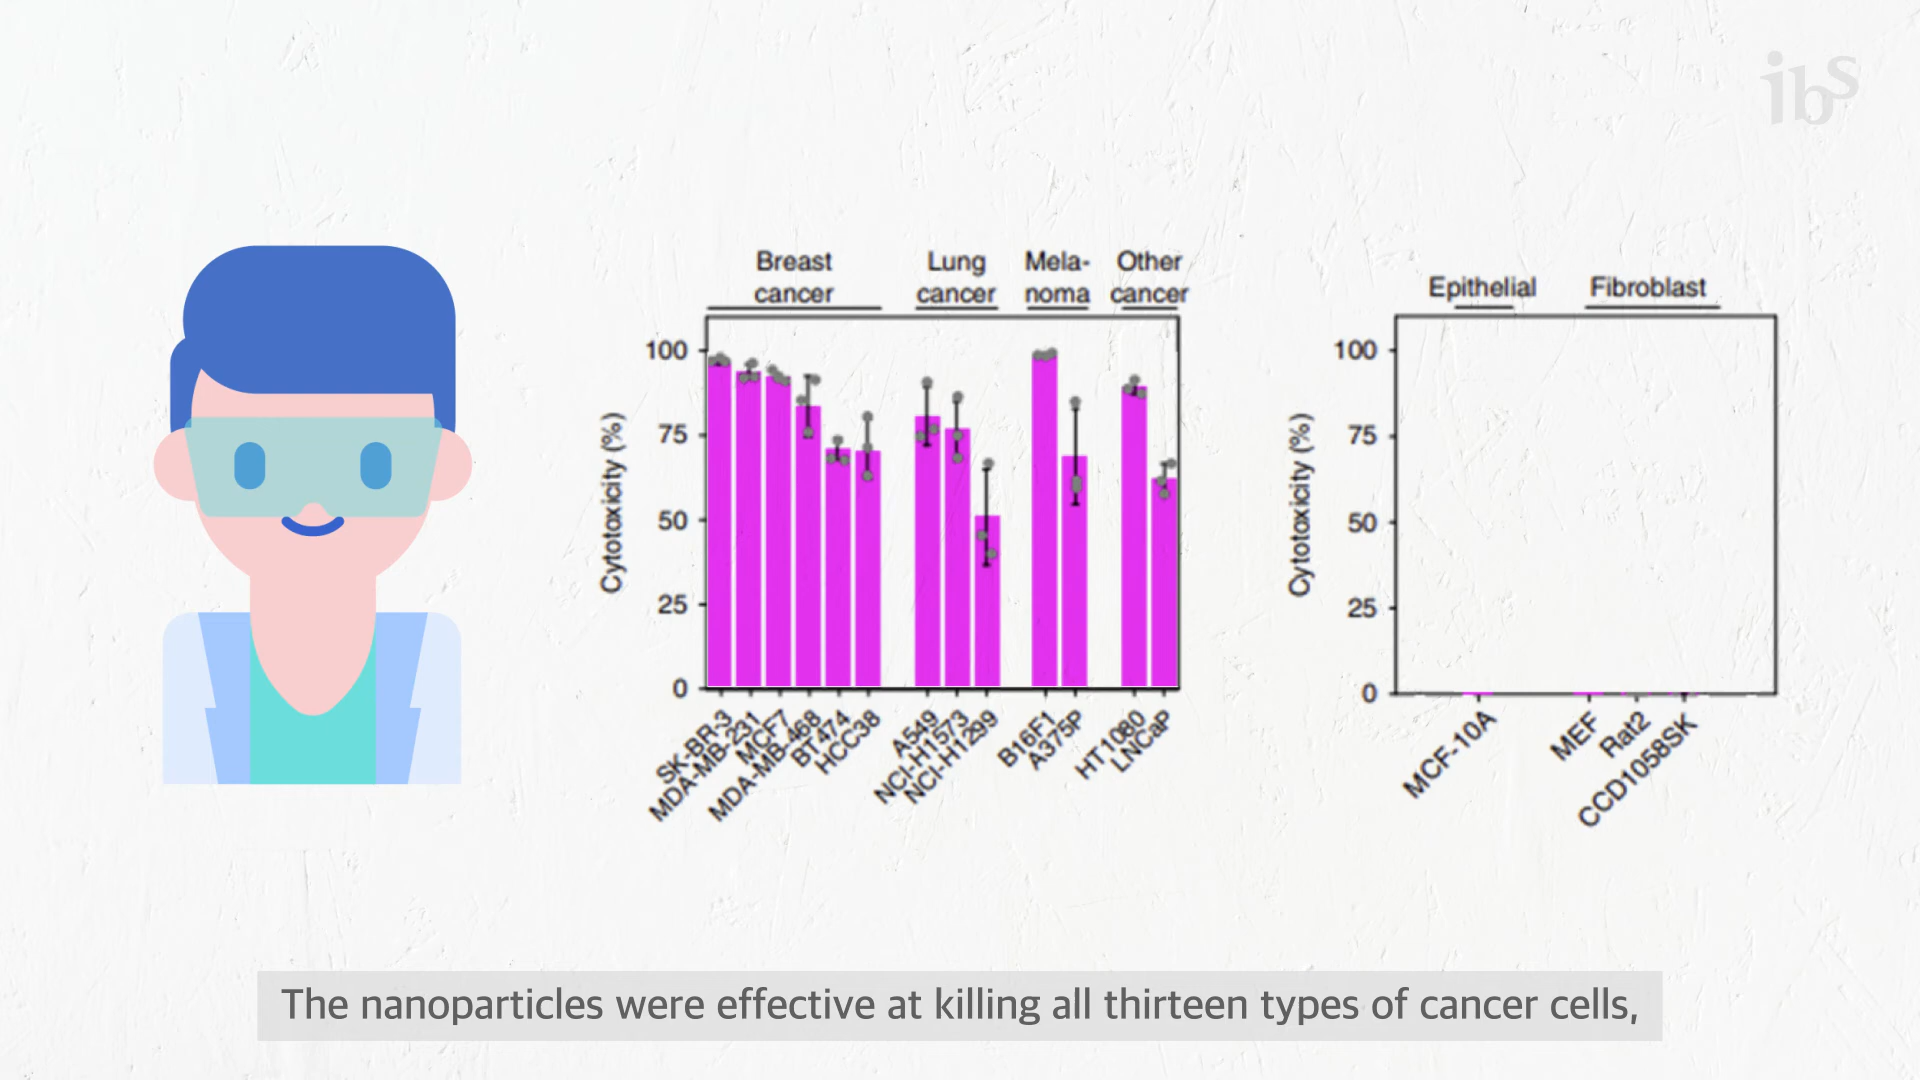 ibs
Breast
cancer
Lung
cancer
Mela-
noma
Other
cancer
Cytotoxicity (%)
100
75
50
25
0
SK-BR-3
MDA-MB-231
MCF7
MDA-MB-468
BT474
HCC38
A549
NCI-H1573
NCI-H1299
B16F1
A375P
HT1080
LNCaP
Epithelial
Fibroblast
Cytotoxicity (%)
100
75
50
25
0
MCF-10A
MEF
Rat2
CCD1058SK
The nanoparticles were effective at killing all thirteen types of cancer cells,